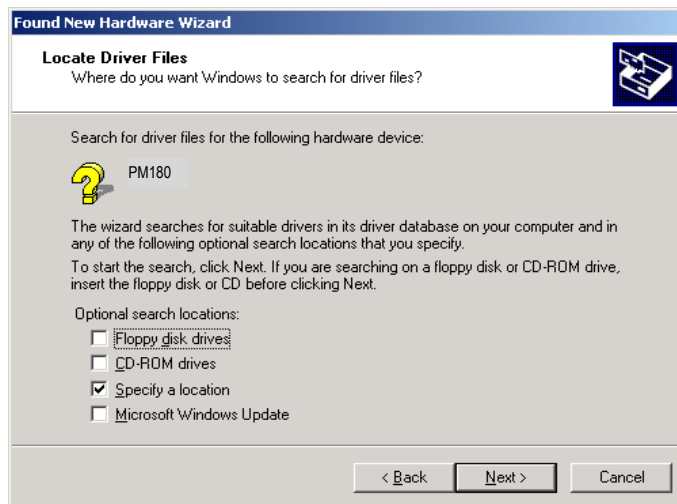 Found New Hardware Wizard
Locate Driver Files
Where do you want Windows to search for driver files?
Search for driver files for the following hardware device:
PM180
The wizard searches for suitable drivers in its driver database on your computer and in
any of the following optional search locations that you specify.
To start the search, click Next. If you are searching on a floppy disk or CD-ROM drive,
insert the floppy disk or CD before clicking Next.
Optional search locations:
Floppy disk drives
CD-ROM drives
Specify a location
Microsoft Windows Update
< Back
Next >
Cancel